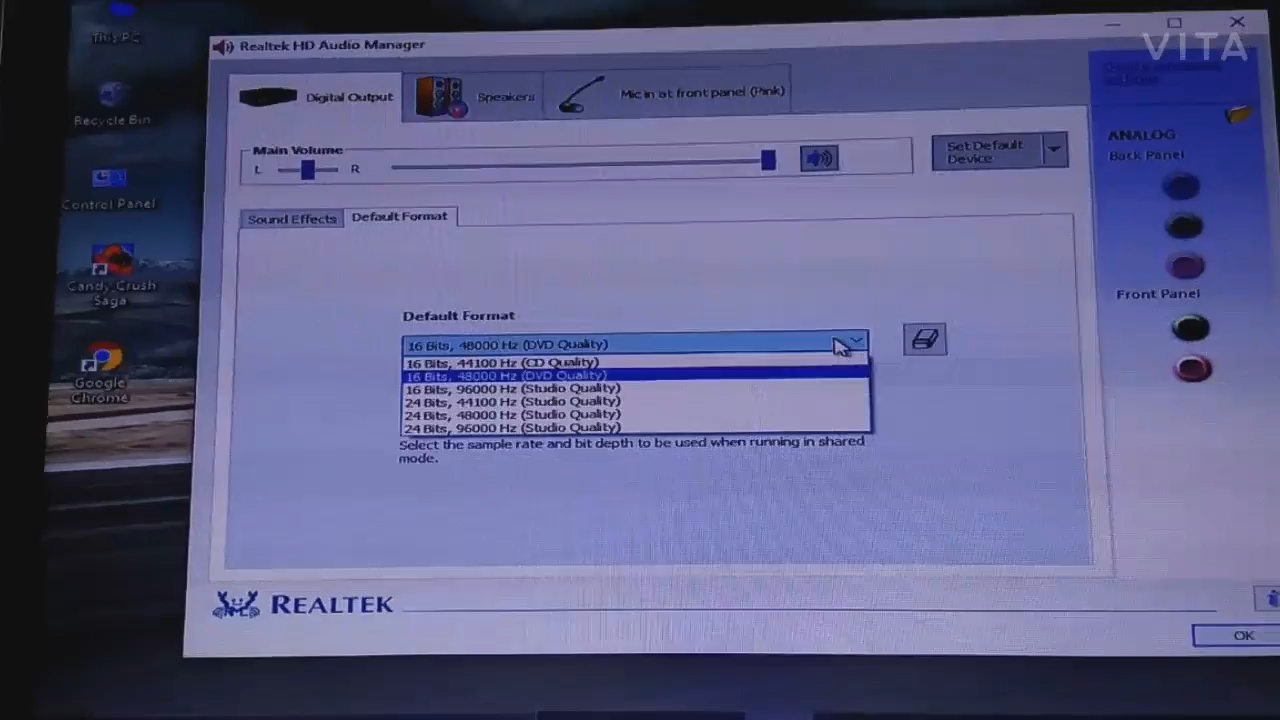 This PC
Recycle Bin
Control Panel
Candy Crush
Saga
Google
Chrome
Realtek HD Audio Manager
VITA
Digital Output
Speakers
Mic in at front panel (Pink)
Main Volume
L
R
Set Default
Device
Sound Effects
Default Format
Default Format
16 Bits, 48000 Hz (DVD Quality)
16 Bits, 44100 Hz (CD Quality)
16 Bits, 48000 Hz (DVD Quality)
16 Bits, 96000 Hz (Studio Quality)
24 Bits, 44100 Hz (Studio Quality)
24 Bits, 48000 Hz (Studio Quality)
24 Bits, 96000 Hz (Studio Quality)
Select the sample rate and bit depth to be used when running in shared
mode.
ANALOG
Back Panel
Front Panel
REALTEK
OK